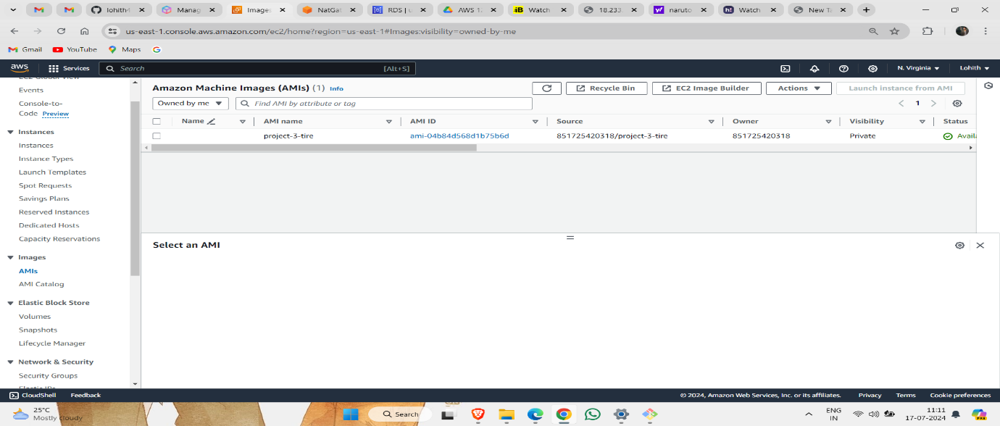 lohith4
Manag
Images
NatGat
RDS | u
AWS 12
Watch
18.233
naruto
Watch
New Ta
us-east-1.console.aws.amazon.com/ec2/home?region=us-east-1#Images:visibility=owned-by-me
Gmail YouTube Maps
aws Services Search [Alt+S] N. Virginia Lohith
EC2 Global View
Events
Console-to-
Code Preview
Instances
Instances
Instance Types
Launch Templates
Spot Requests
Savings Plans
Reserved Instances
Dedicated Hosts
Capacity Reservations
Images
AMIs
AMI Catalog
Elastic Block Store
Volumes
Snapshots
Lifecycle Manager
Network & Security
Security Groups
Elastic IPs
Amazon Machine Images (AMIs) (1) Info Recycle Bin EC2 Image Builder Actions Launch instance from AMI
Owned by me Find AMI by attribute or tag 1
Name AMI name AMI ID Source Owner Visibility Status
project-3-tire ami-04b84d568d1b75b6d 851725420318/project-3-tire 851725420318 Private Availa
Select an AMI
CloudShell Feedback © 2024, Amazon Web Services, Inc. or its affiliates. Privacy Terms Cookie preferences
25°C
Mostly cloudy
Search
ENG
IN
11:11
17-07-2024